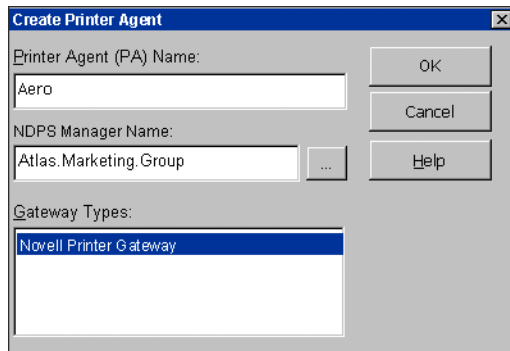 Create Printer Agent
Printer Agent (PA) Name:
Aero
NDPS Manager Name:
Atlas.Marketing.Group
...
Gateway Types:
Novell Printer Gateway
OK
Cancel
Help